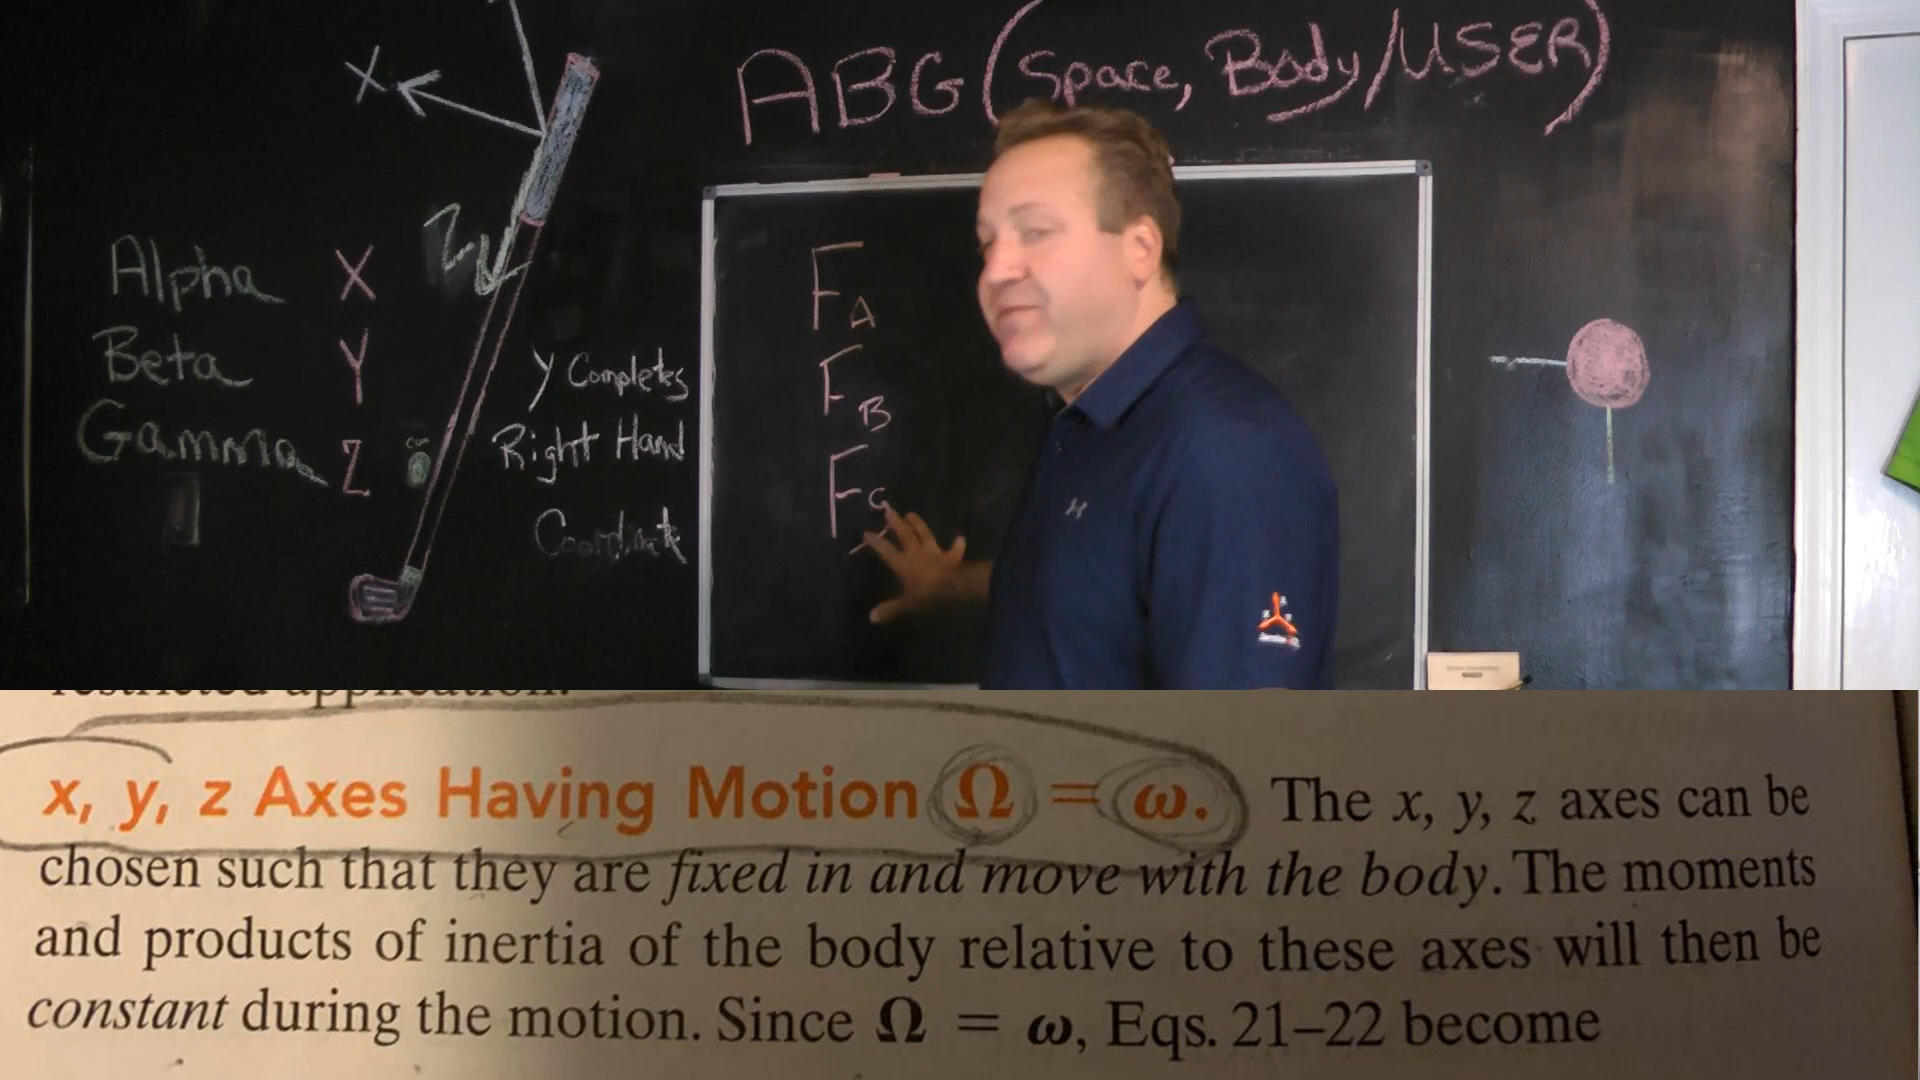 ABG (Space, Body/USER)
X
Z
Alpha X
Beta Y
Gamma Z
Y Completes
Right Hand
Coordinate
FA
FB
FG
restricted application.
x, y, z Axes Having Motion Ω = ω. The x, y, z axes can be
chosen such that they are fixed in and move with the body. The moments
and products of inertia of the body relative to these axes will then be
constant during the motion. Since Ω = ω, Eqs. 21–22 become